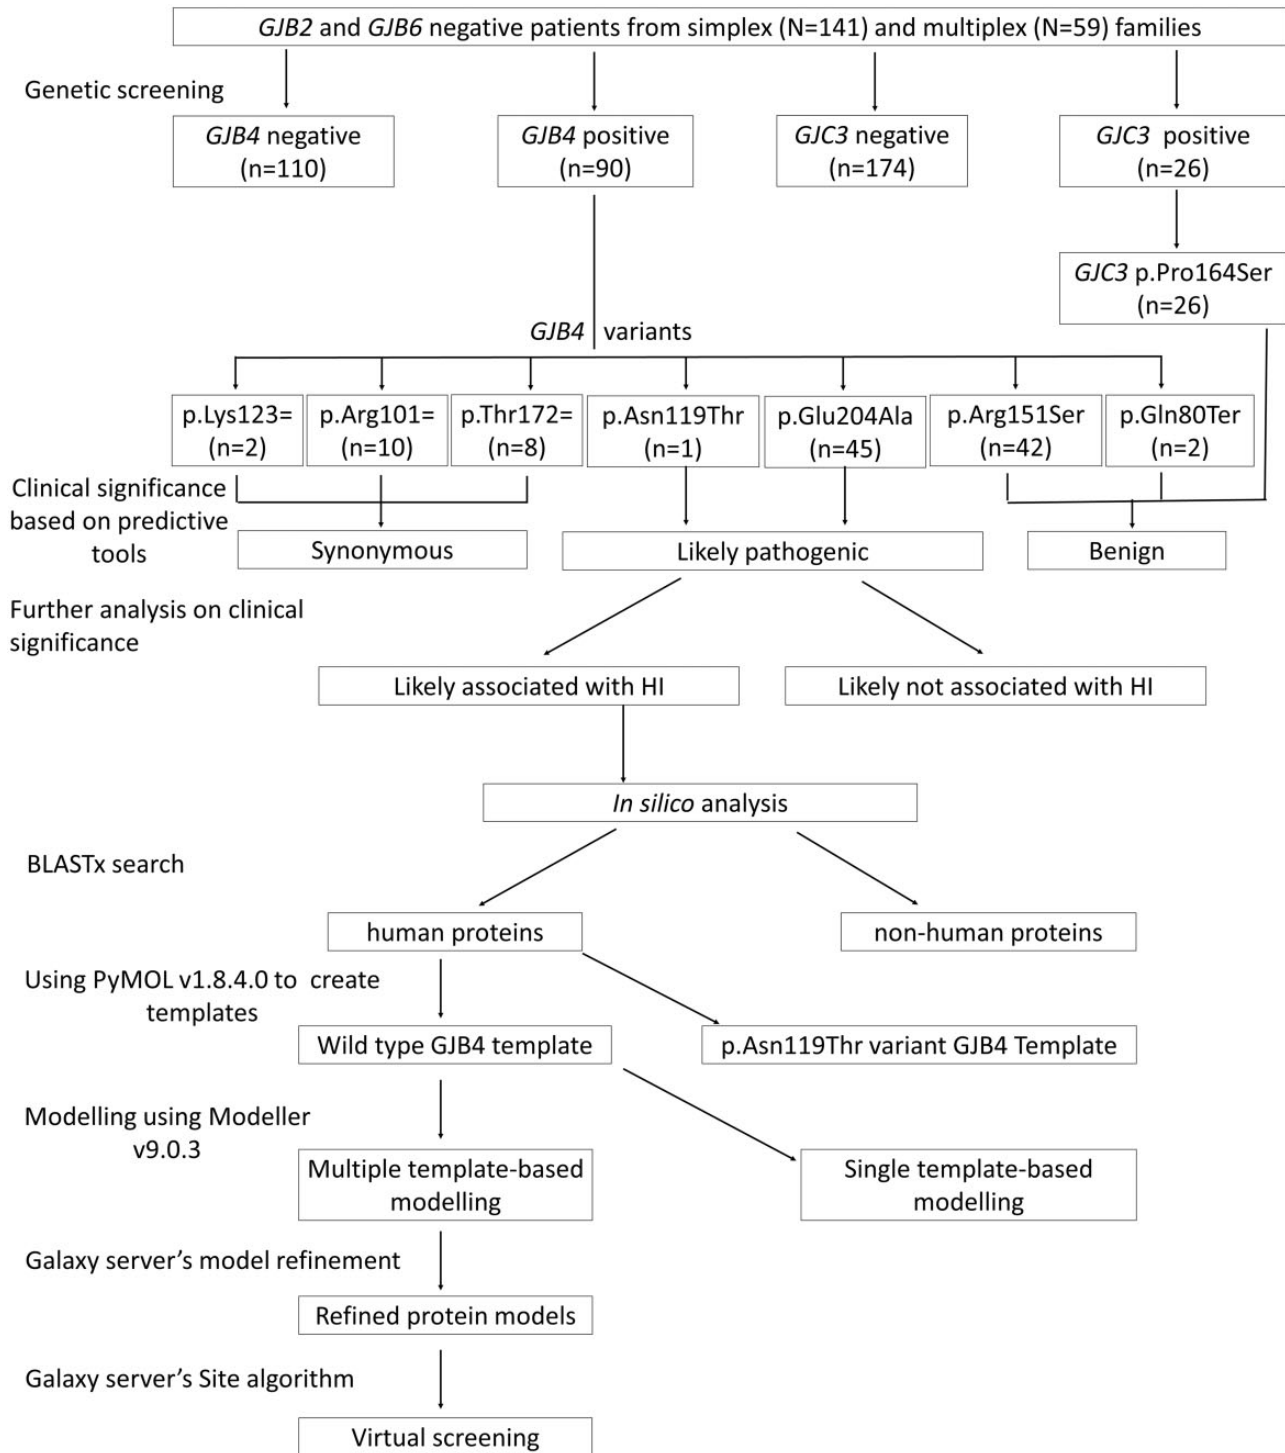 GJB2 and GJB6 negative patients from simplex (N=141) and multiplex (N=59) families
Genetic screening
GJB4 negative
(n=110)
GJB4 positive
(n=90)
GJC3 negative
(n=174)
GJC3 positive
(n=26)
GJC3 p.Pro164Ser
(n=26)
GJB4 variants
p.Lys123=
(n=2)
p.Arg101=
(n=10)
p.Thr172=
(n=8)
p.Asn119Thr
(n=1)
p.Glu204Ala
(n=45)
p.Arg151Ser
(n=42)
p.Gln80Ter
(n=2)
Clinical significance
based on predictive
tools
Synonymous
Likely pathogenic
Benign
Further analysis on clinical
significance
Likely associated with HI
Likely not associated with HI
In silico analysis
BLASTx search
human proteins
non-human proteins
Using PyMOL v1.8.4.0 to create
templates
Wild type GJB4 template
p.Asn119Thr variant GJB4 Template
Modelling using Modeller
v9.0.3
Multiple template-based
modelling
Single template-based
modelling
Galaxy server’s model refinement
Refined protein models
Galaxy server’s Site algorithm
Virtual screening